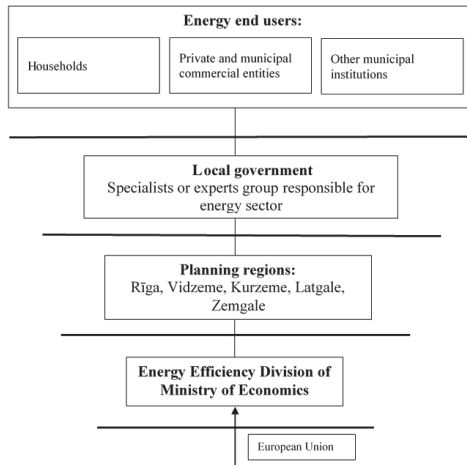 Energy end users:
Households
Private and municipal
commercial entities
Other municipal
institutions
Local government
Specialists or experts group responsible for
energy sector
Planning regions:
Rīga, Vidzeme, Kurzeme, Latgale,
Zemgale
Energy Efficiency Division of
Ministry of Economics
European Union